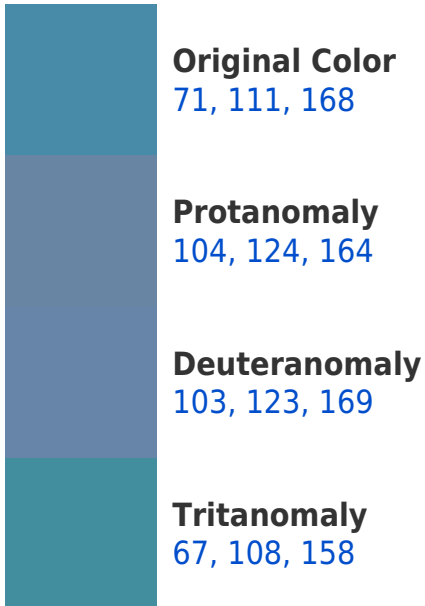 Original Color
71, 111, 168
Protanomaly
104, 124, 164
Deuteranomaly
103, 123, 169
Tritanomaly
67, 108, 158